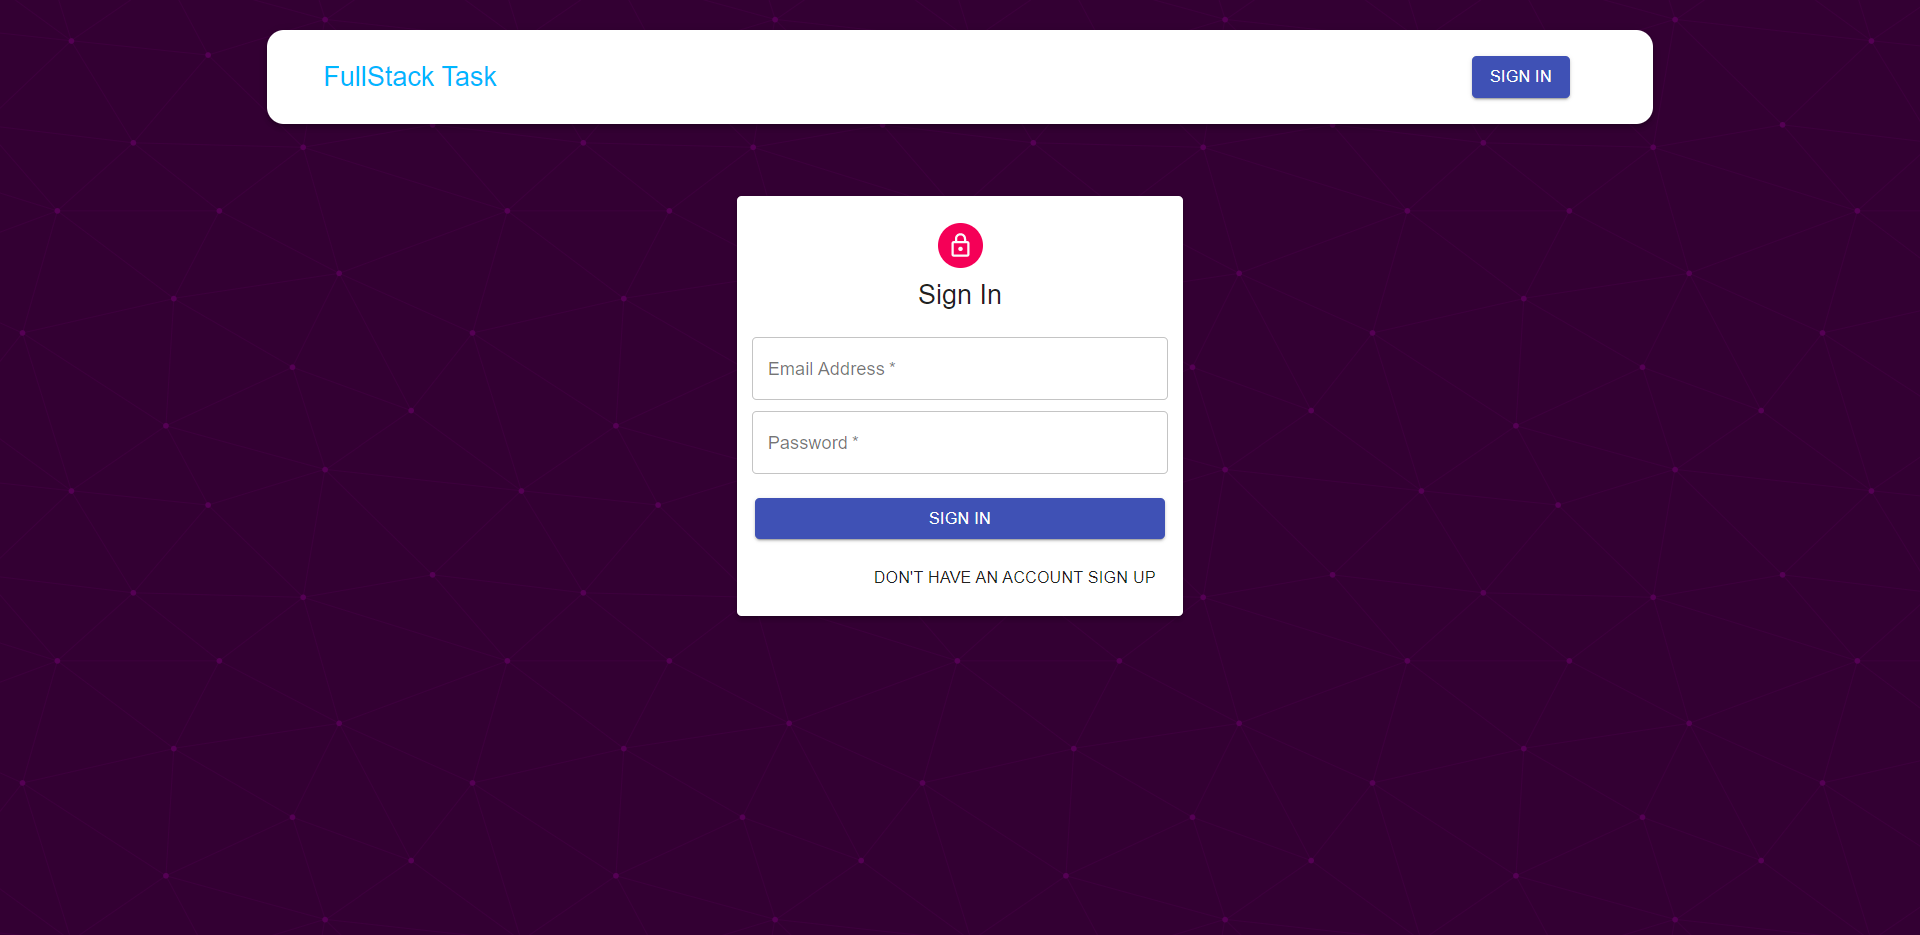 FullStack Task
SIGN IN
Sign In
Email Address *
Password *
SIGN IN
DON'T HAVE AN ACCOUNT SIGN UP